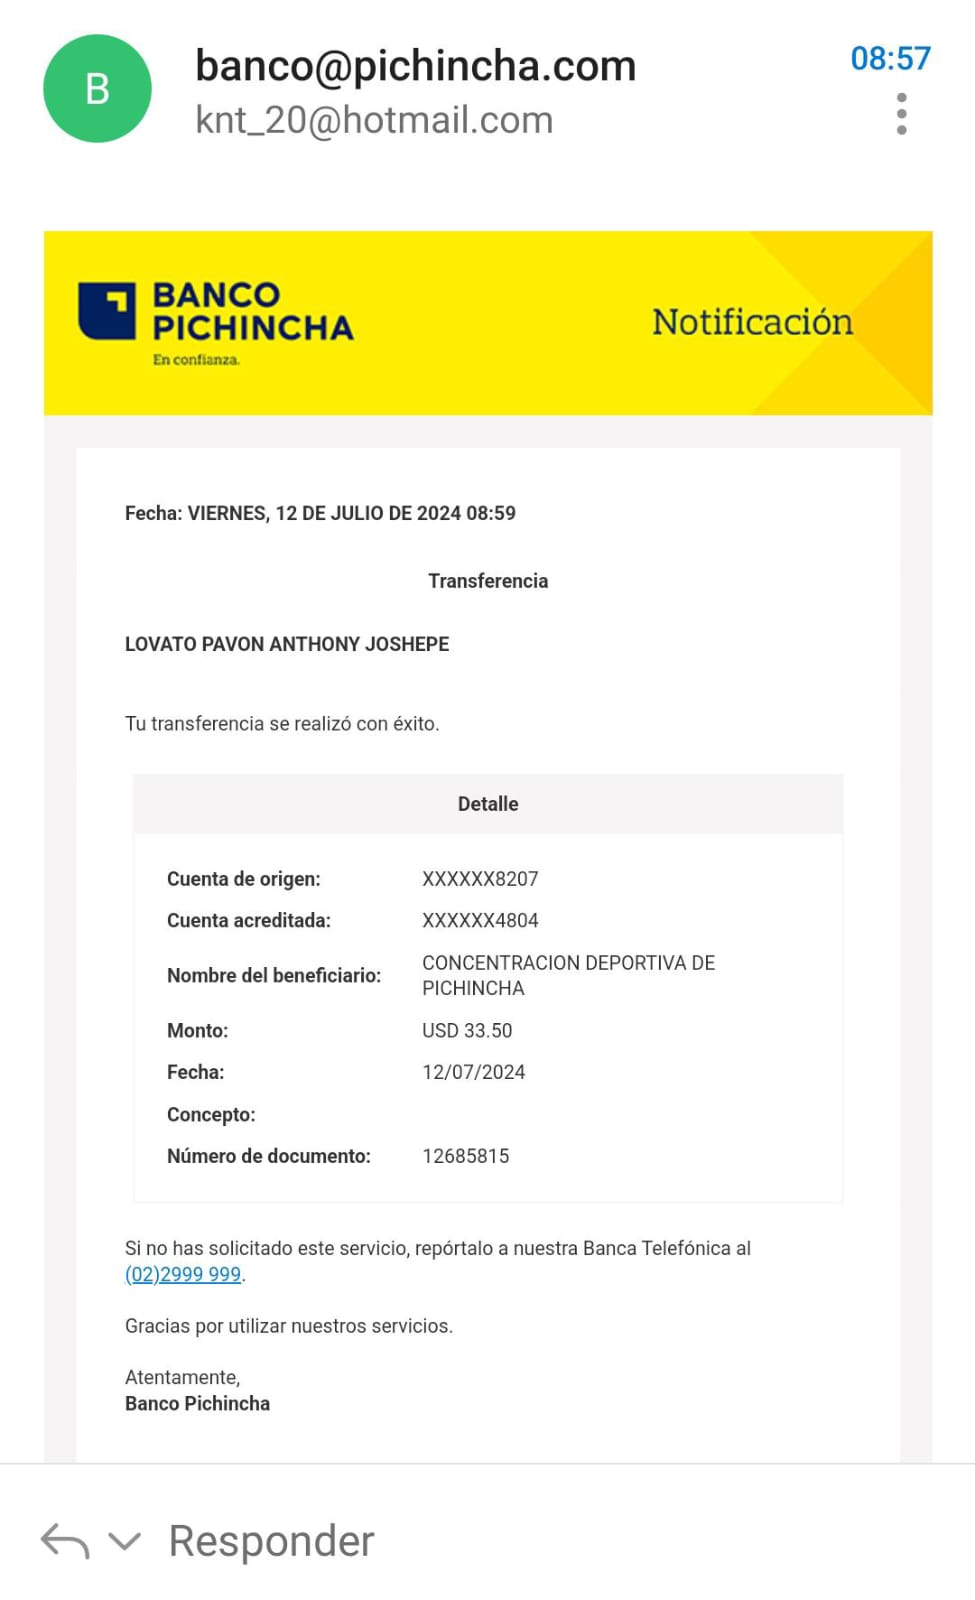 B
banco@pichincha.com
08:57
knt_20@hotmail.com
BANCO
PICHINCHA
En confianza.
Notificación
Fecha: VIERNES, 12 DE JULIO DE 2024 08:59
Transferencia
LOVATO PAVON ANTHONY JOSHEPE
Tu transferencia se realizó con éxito.
Detalle
Cuenta de origen: XXXXXX8207
Cuenta acreditada: XXXXXX4804
Nombre del beneficiario: CONCENTRACION DEPORTIVA DE
PICHINCHA
Monto: USD 33.50
Fecha: 12/07/2024
Concepto:
Número de documento: 12685815
Si no has solicitado este servicio, repórtalo a nuestra Banca Telefónica al
(02)2999 999.
Gracias por utilizar nuestros servicios.
Atentamente,
Banco Pichincha
Responder